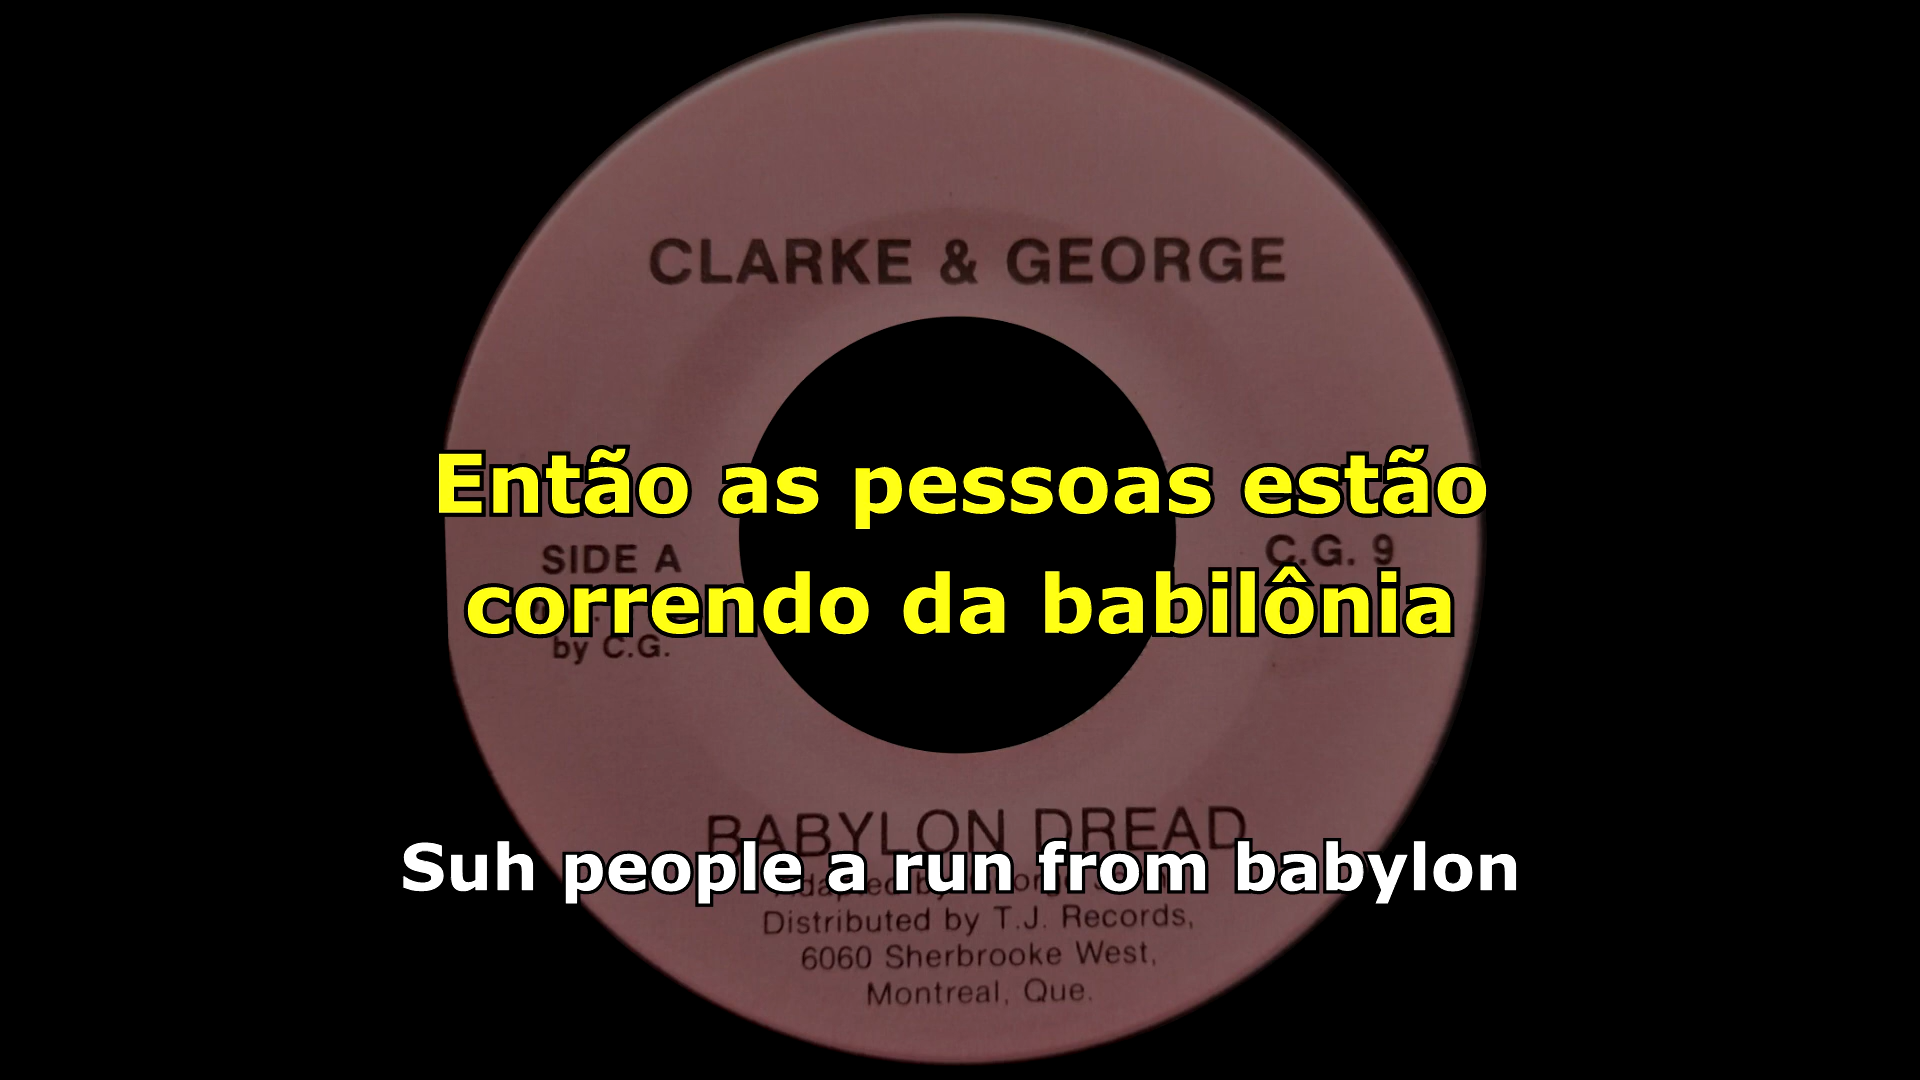 CLARKE & GEORGE
Então as pessoas estão
SIDE A
C.G. 9
correndo da babilônia
by C.G.
BABYLON DREAD
Suh people a run from babylon
Distributed by T.J. Records,
6060 Sherbrooke West,
Montreal, Que.